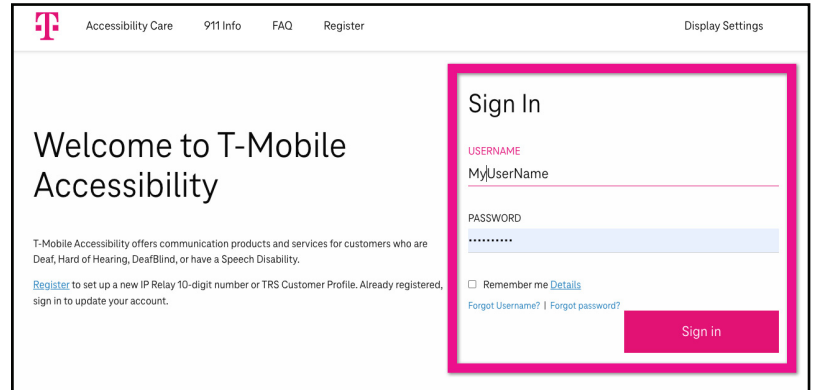 T Accessibility Care 911 Info FAQ Register Display Settings
Welcome to T-Mobile
Accessibility
T-Mobile Accessibility offers communication products and services for customers who are
Deaf, Hard of Hearing, DeafBlind, or have a Speech Disability.
Register to set up a new IP Relay 10-digit number or TRS Customer Profile. Already registered,
sign in to update your account.
Sign In
USERNAME
MyUserName
PASSWORD
••••••••••
Remember me Details
Forgot Username? | Forgot password?
Sign in